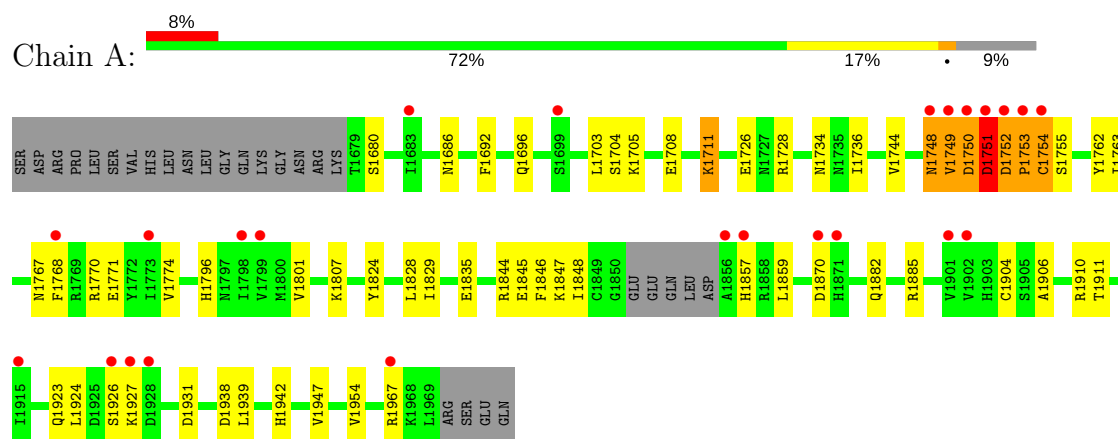 8%
Chain A:
72% 17% • 9%
SER ASP ARG PRO LEU SER VAL HIS LEU ASN LEU GLY GLN LYS GLY ASN ARG LYS T1679 S1680 I1683 N1686 F1692 Q1696 S1699 L1703 S1704 K1705 E1708 K1711 E1726 N1727 R1728 N1734 N1735 I1736 V1744 N1748 V1749 D1750 D1751 D1752 P1753 C1754 S1755 Y1762
N1767 F1768 R1769 R1770 E1771 Y1772 I1773 V1774 H1796 N1797 I1798 V1799 M1800 V1801 K1807 Y1824 L1828 I1829 E1835 R1844 E1845 F1846 K1847 I1848 C1849 G1850 GLU GLU GLN LEU ASP A1856 H1857 R1858 L1859 D1870 H1871 Q1882 R1885 V1901 V1902 H1903 C1904 S1905 A1906 R1910 T1911
I1915 Q1923 L1924 D1925 S1926 K1927 D1928 D1931 D1938 L1939 H1942 V1947 V1954 R1967 K1968 L1969 ARG SER GLU GLN